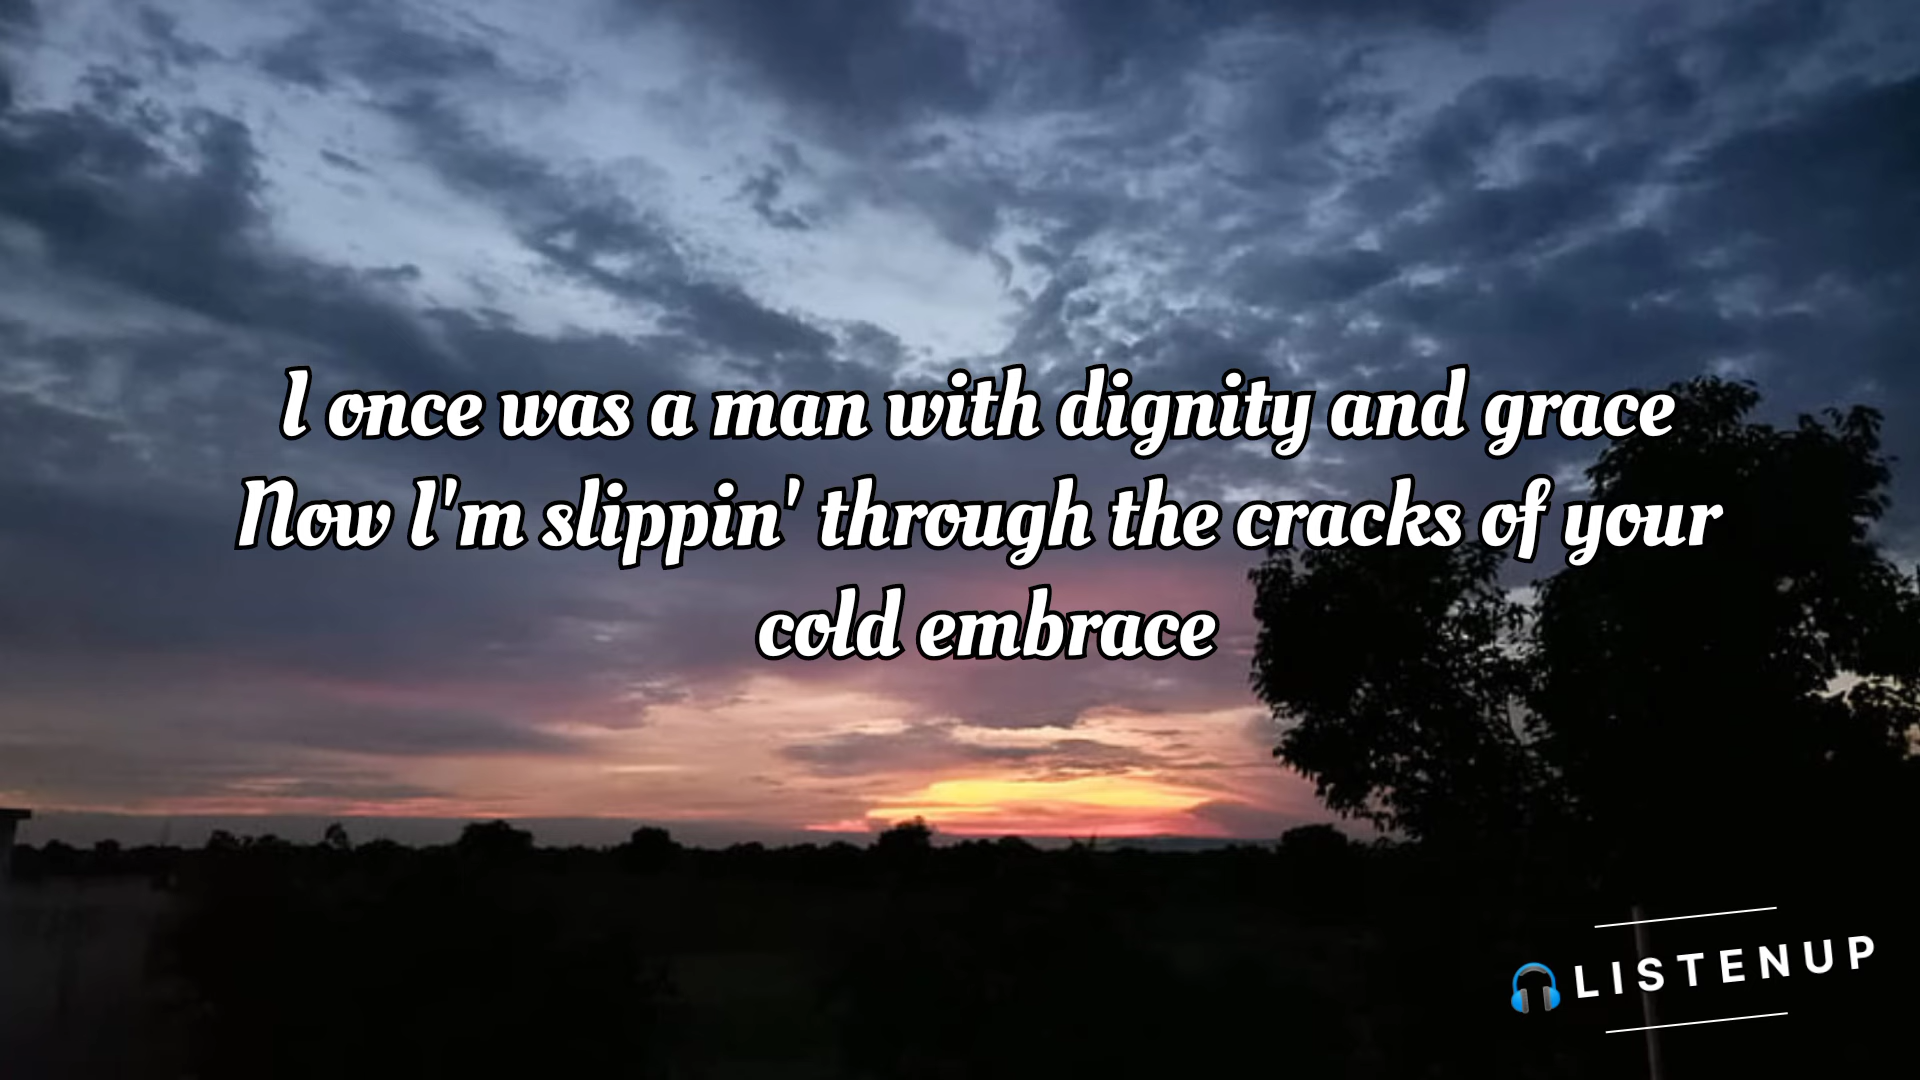 I once was a man with dignity and grace
Now I'm slippin' through the cracks of your
cold embrace
LISTENUP